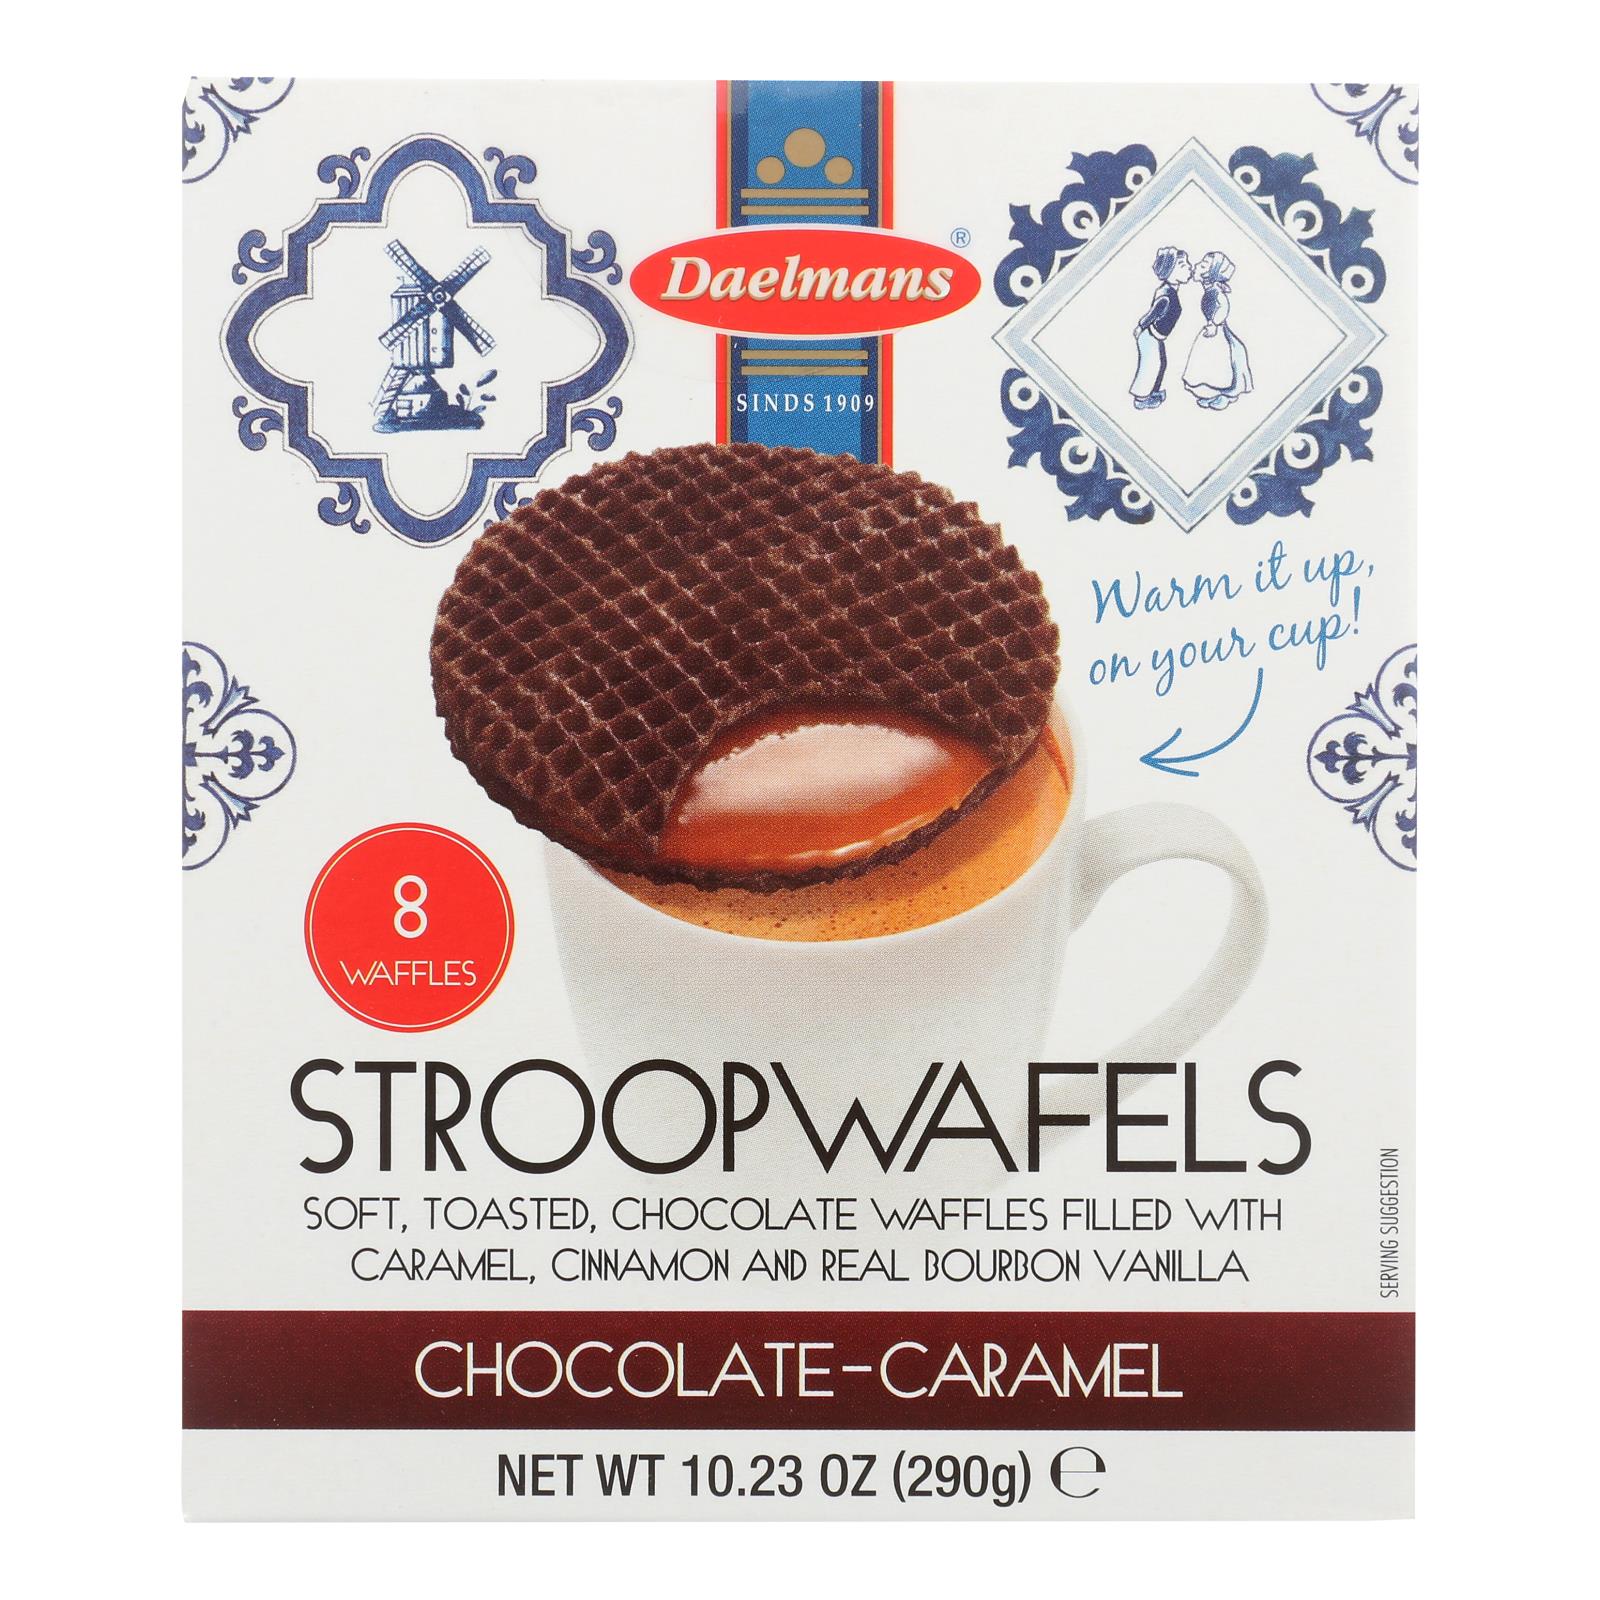 Daelmans®
SINDS 1909
Warm it up,
on your cup!
8
WAFFLES
STROOPWAFELS
SOFT, TOASTED, CHOCOLATE WAFFLES FILLED WITH
CARAMEL, CINNAMON AND REAL BOURBON VANILLA
SERVING SUGGESTION
CHOCOLATE-CARAMEL
NET WT 10.23 OZ (290g) ℮